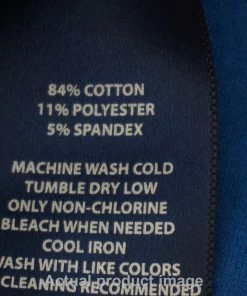 84% COTTON
11% POLYESTER
5% SPANDEX
MACHINE WASH COLD
TUMBLE DRY LOW
ONLY NON-CHLORINE
BLEACH WHEN NEEDED
COOL IRON
WASH WITH LIKE COLORS
CLEANING RECOMMENDED
Actual product image